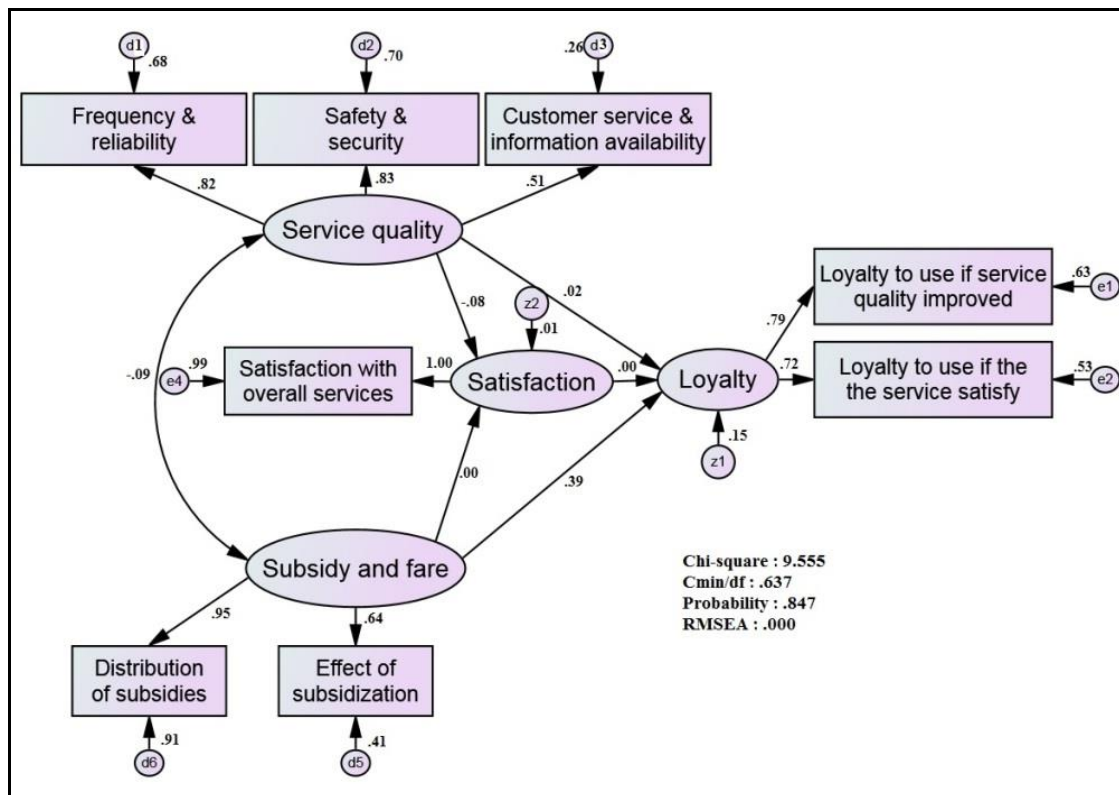 d1
.68
d2
.70
.26
d3
Frequency &
reliability
Safety &
security
Customer service &
information availability
.82
.83
.51
Service quality
Loyalty to use if service
quality improved
.63
e1
-.08
z2
.02
.01
.79
-.09
e4
.99
Satisfaction with
overall services
1.00
Satisfaction
.00
Loyalty
.72
Loyalty to use if the
the service satisfy
.53
e2
.15
z1
.00
.39
Subsidy and fare
Chi-square : 9.555
Cmin/df : .637
Probability : .847
RMSEA : .000
.95
.64
Distribution
of subsidies
Effect of
subsidization
.91
d6
.41
d5